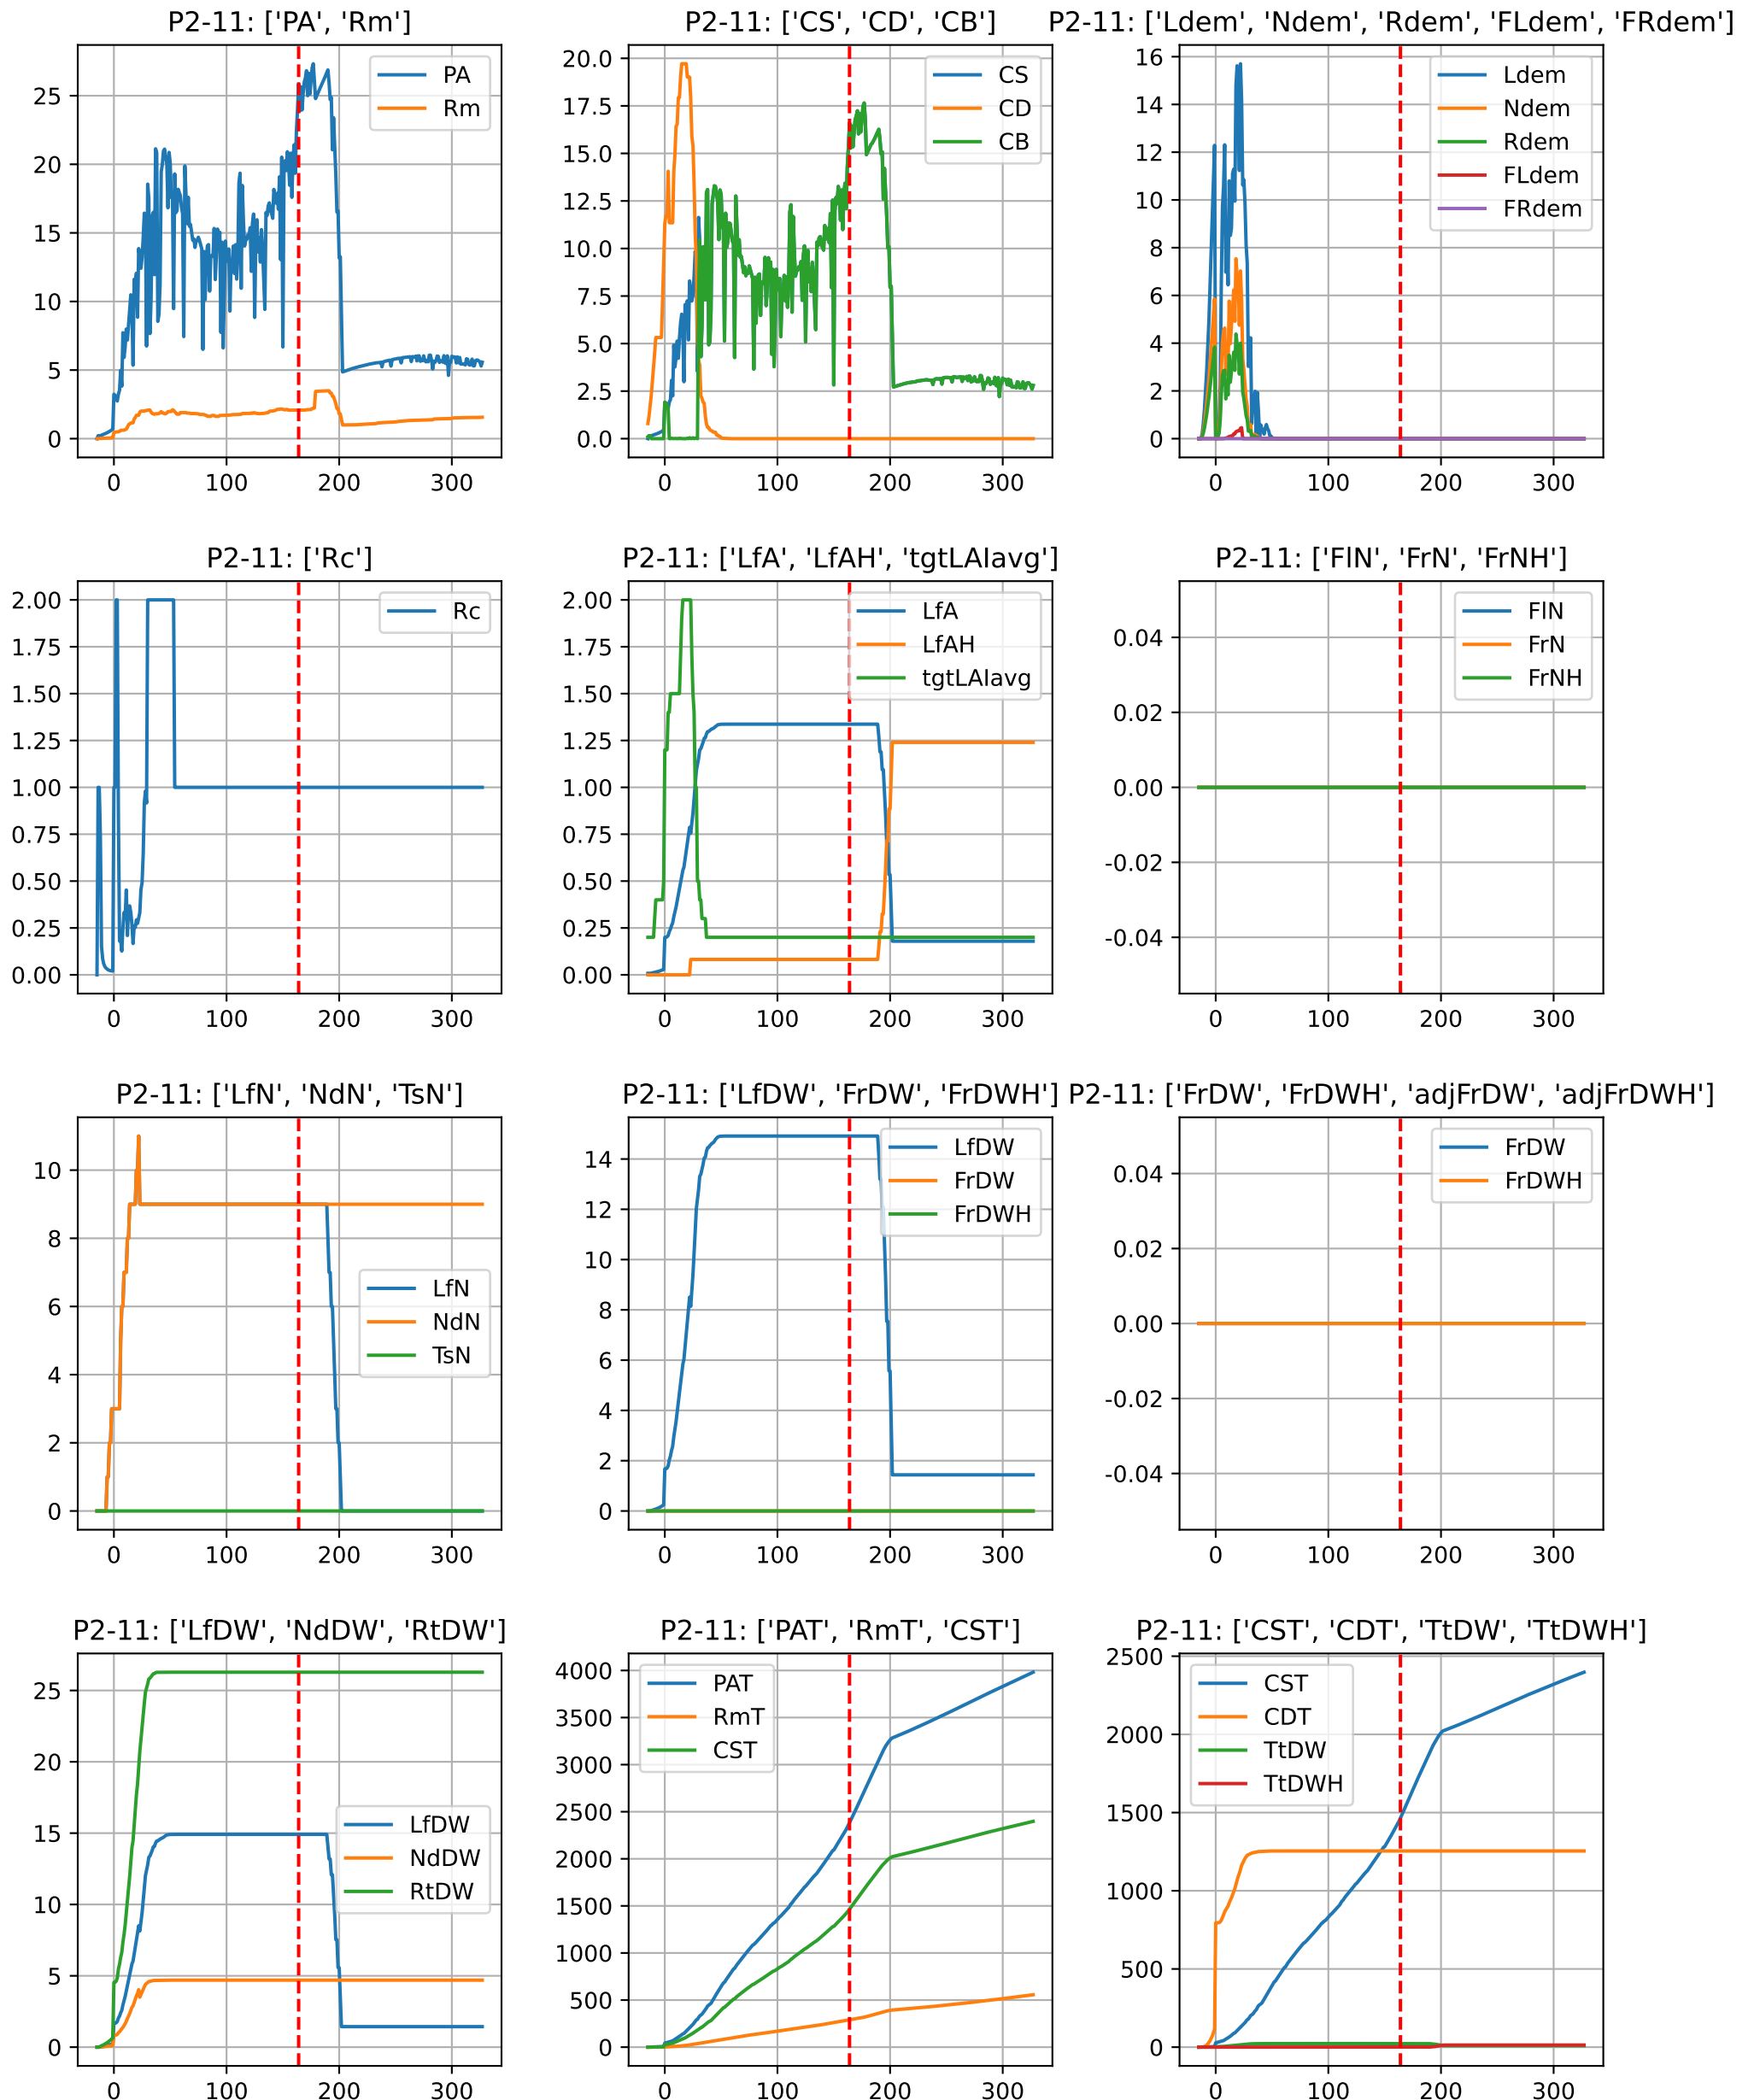 P2-11: ['PA', 'Rm']
PA
Rm
25
20
15
10
5
0
0 100 200 300
P2-11: ['CS', 'CD', 'CB']
CS
CD
CB
20.0
17.5
15.0
12.5
10.0
7.5
5.0
2.5
0.0
0 100 200 300
P2-11: ['Ldem', 'Ndem', 'Rdem', 'FLdem', 'FRdem']
Ldem
Ndem
Rdem
FLdem
FRdem
16
14
12
10
8
6
4
2
0
0 100 200 300
P2-11: ['Rc']
Rc
2.00
1.75
1.50
1.25
1.00
0.75
0.50
0.25
0.00
0 100 200 300
P2-11: ['LfA', 'LfAH', 'tgtLAIavg']
LfA
LfAH
tgtLAIavg
2.00
1.75
1.50
1.25
1.00
0.75
0.50
0.25
0.00
0 100 200 300
P2-11: ['FlN', 'FrN', 'FrNH']
FlN
FrN
FrNH
0.04
0.02
0.00
-0.02
-0.04
0 100 200 300
P2-11: ['LfN', 'NdN', 'TsN']
LfN
NdN
TsN
10
8
6
4
2
0
0 100 200 300
P2-11: ['LfDW', 'FrDW', 'FrDWH']
LfDW
FrDW
FrDWH
14
12
10
8
6
4
2
0
0 100 200 300
P2-11: ['FrDW', 'FrDWH', 'adjFrDW', 'adjFrDWH']
FrDW
FrDWH
0.04
0.02
0.00
-0.02
-0.04
0 100 200 300
P2-11: ['LfDW', 'NdDW', 'RtDW']
LfDW
NdDW
RtDW
25
20
15
10
5
0
0 100 200 300
P2-11: ['PAT', 'RmT', 'CST']
PAT
RmT
CST
4000
3500
3000
2500
2000
1500
1000
500
0
0 100 200 300
P2-11: ['CST', 'CDT', 'TtDW', 'TtDWH']
CST
CDT
TtDW
TtDWH
2500
2000
1500
1000
500
0
0 100 200 300